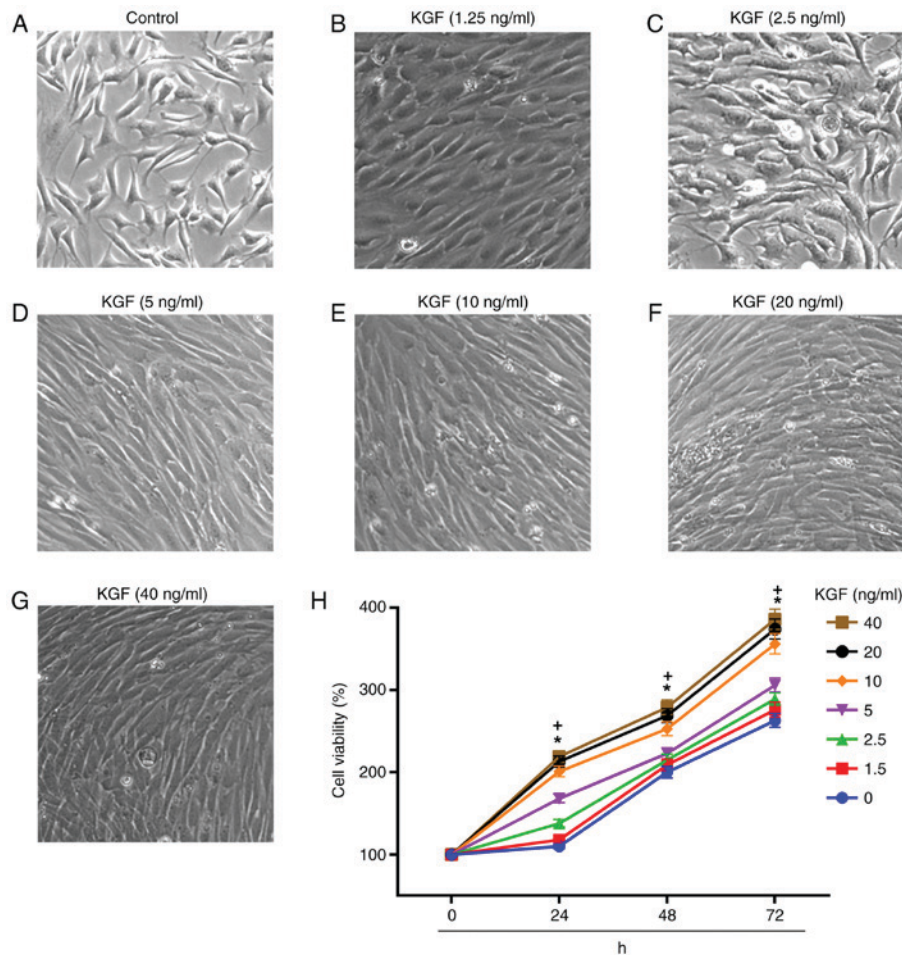 A
Control
B
KGF (1.25 ng/ml)
C
KGF (2.5 ng/ml)
D
KGF (5 ng/ml)
E
KGF (10 ng/ml)
F
KGF (20 ng/ml)
G
KGF (40 ng/ml)
H
Cell viability (%)
400
300
200
100
0
24
48
72
h
+
*
+
*
+
*
KGF (ng/ml)
40
20
10
5
2.5
1.5
0